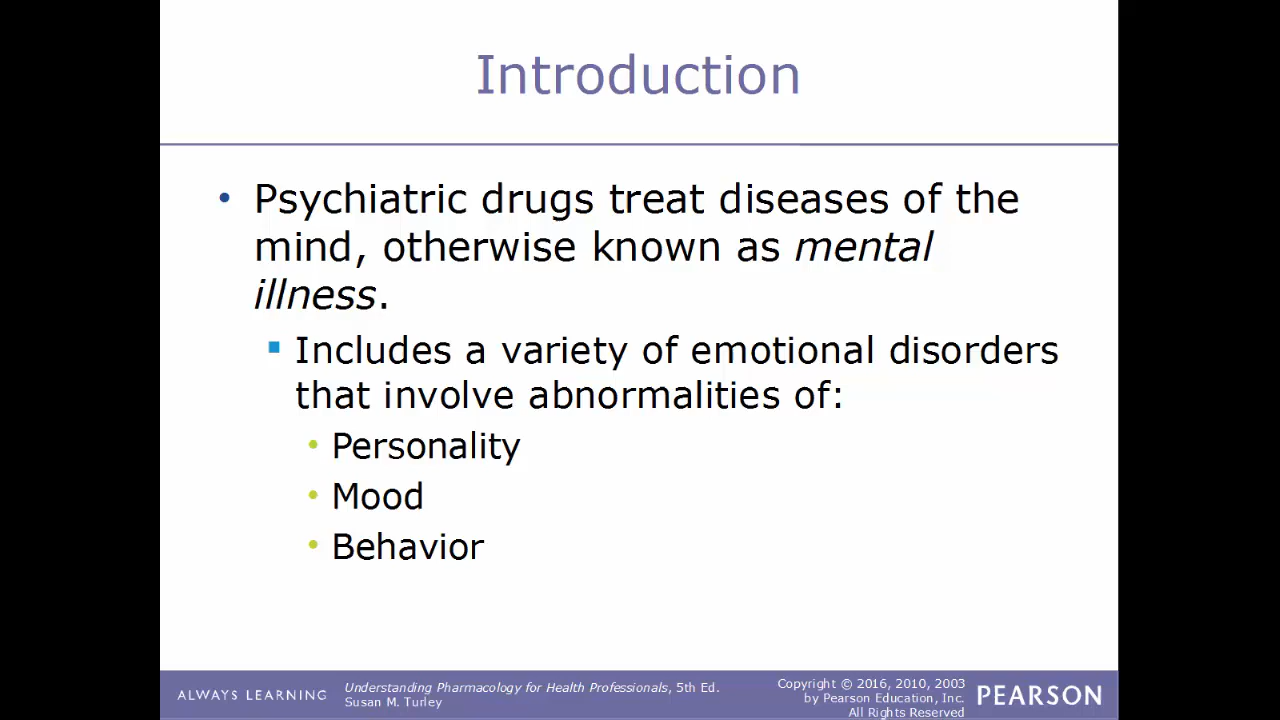 Introduction
• Psychiatric drugs treat diseases of the
mind, otherwise known as mental
illness.
▪ Includes a variety of emotional disorders
that involve abnormalities of:
• Personality
• Mood
• Behavior
ALWAYS LEARNING
Understanding Pharmacology for Health Professionals, 5th Ed.
Susan M. Turley
Copyright © 2016, 2010, 2003
by Pearson Education, Inc.
All Rights Reserved
PEARSON